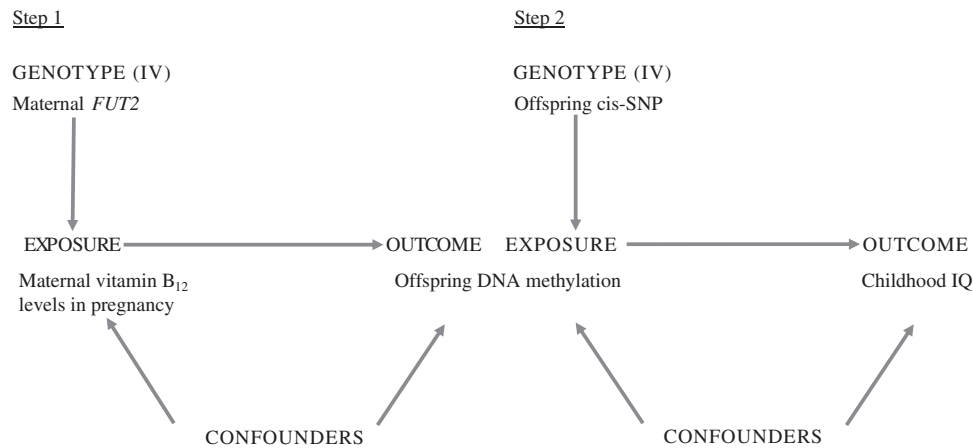 Step 1
GENOTYPE (IV)
Maternal FUT2
EXPOSURE
Maternal vitamin B12
levels in pregnancy
OUTCOME
Offspring DNA methylation
CONFOUNDERS
Step 2
GENOTYPE (IV)
Offspring cis-SNP
EXPOSURE
OUTCOME
Childhood IQ
CONFOUNDERS